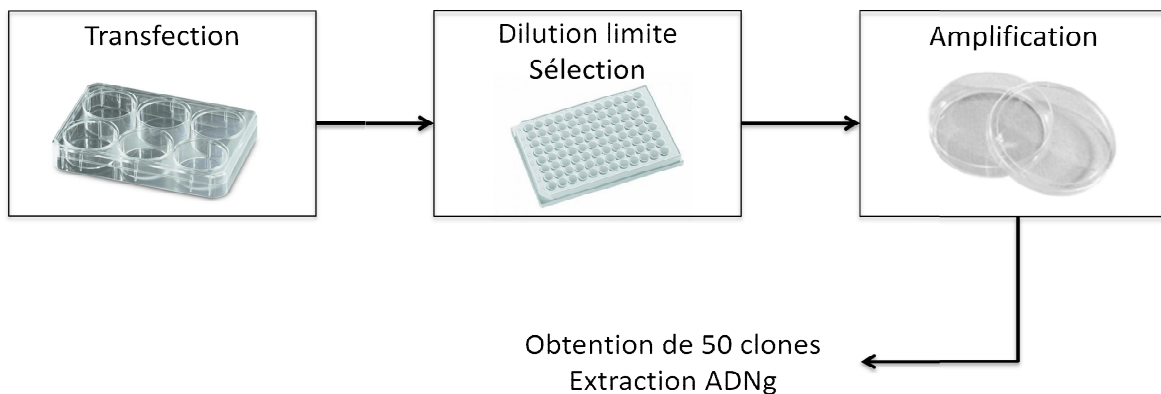 Transfection
Dilution limite
Sélection
Amplification
Obtention de 50 clones
Extraction ADNg